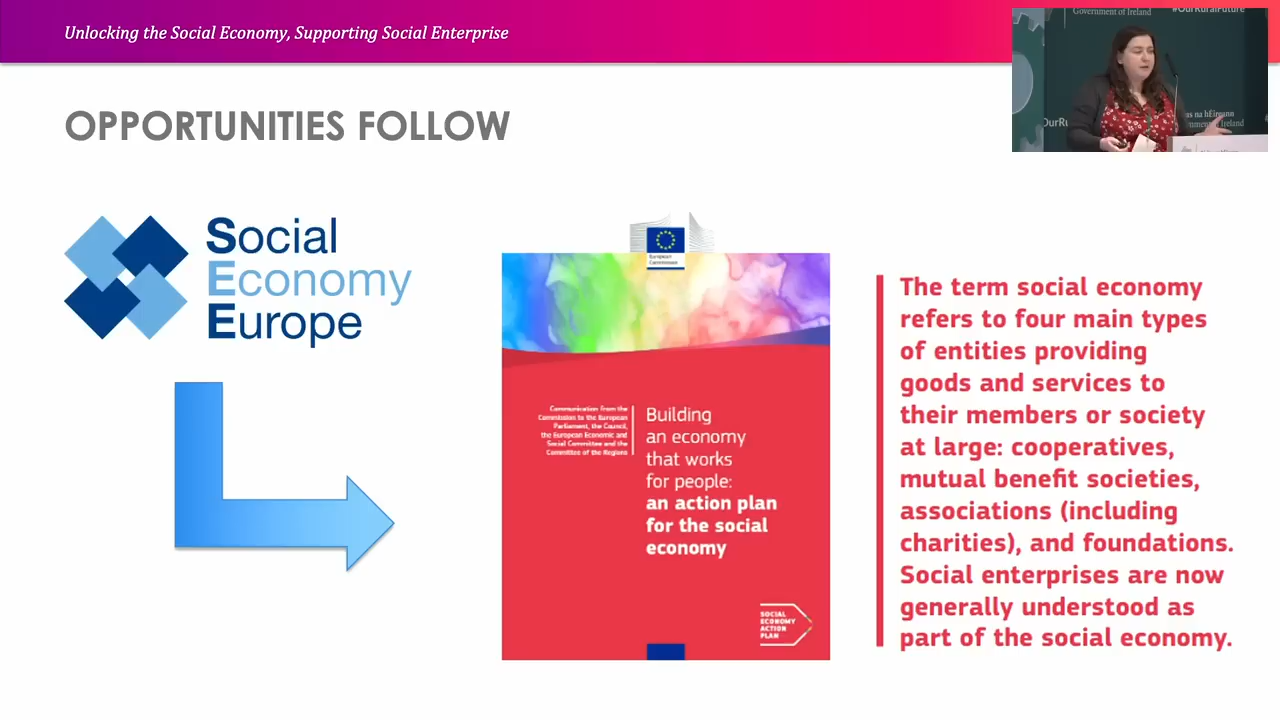 Unlocking the Social Economy, Supporting Social Enterprise
Government of Ireland
#OurRuralFuture
OPPORTUNITIES FOLLOW
Social
Economy
Europe
European
Commission
Communication from the
Commission to the European
Parliament, the Council,
the European Economic and
Social Committee and the
Committee of the Regions
Building
an economy
that works
for people:
an action plan
for the social
economy
SOCIAL
ECONOMY
ACTION
PLAN
The term social economy
refers to four main types
of entities providing
goods and services to
their members or society
at large: cooperatives,
mutual benefit societies,
associations (including
charities), and foundations.
Social enterprises are now
generally understood as
part of the social economy.